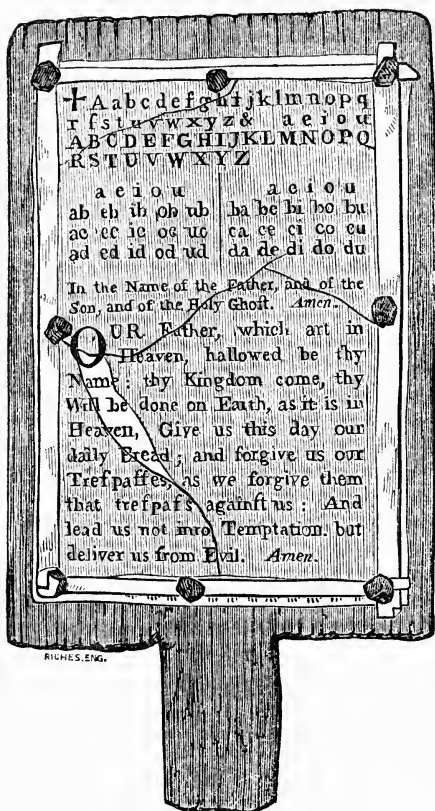 ✝Aabcdefghijklmnopq
rſstuvwxyz& aeiou
ABCDEFGHIJKLMNOPQ
RSTUVWXYZ
a e i o u a e i o u
ab eb ib ob ub ba be bi bo bu
ac ec ic oc uc ca ce ci co cu
ad ed id od ud da de di do du
In the Name of the Father, and of the
Son, and of the Holy Ghoſt. Amen.
OUR Father, which art in
Heaven, hallowed be thy
Name; thy Kingdom come, thy
Will be done on Earth, as it is in
Heaven, Give us this day our
daily Bread; and forgive us our
Treſpaſſes, as we forgive them
that treſpaſs againſt us: And
lead us not into Temptation. but
deliver us from Evil. Amen.
RICHES. ENG.